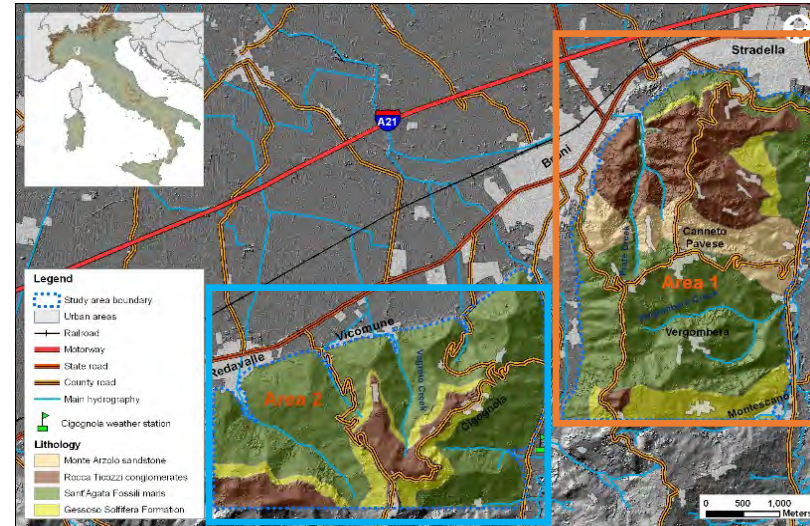 Stradella
A21
Broni
Canneto
Pavese
Area 1
Vergombera
Montescano
Legend
Study area boundary
Urban areas
Railroad
Motorway
State road
County road
Main hydrography
Cigognola weather station
Lithology
Monte Arzolo sandstone
Rocca Ticozzi conglomerates
Sant'Agata Fossili marls
Gessoso Solfifera Formation
Redavalle
Vicomune
Area 2
Cigognola
0 500 1,000
Meters